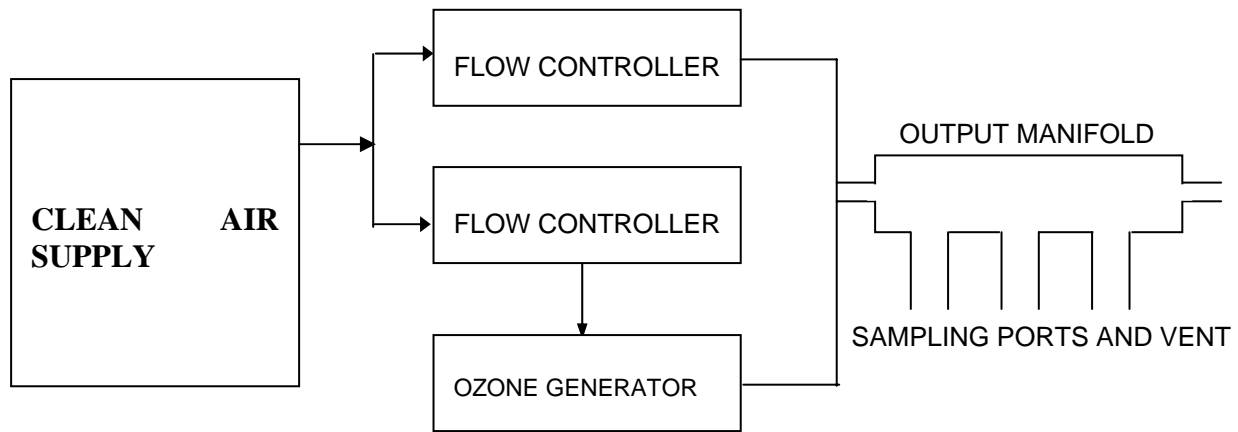 FLOW CONTROLLER
OUTPUT MANIFOLD
CLEAN AIR
SUPPLY
FLOW CONTROLLER
SAMPLING PORTS AND VENT
OZONE GENERATOR